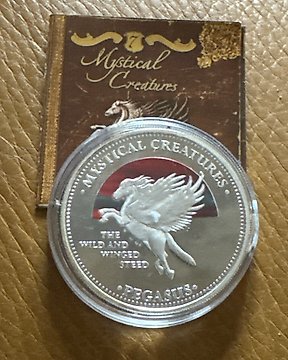 Mystical
Creatures
MYSTICAL CREATURES
THE
WILD AND
WINGED
STEED
• PEGASUS •